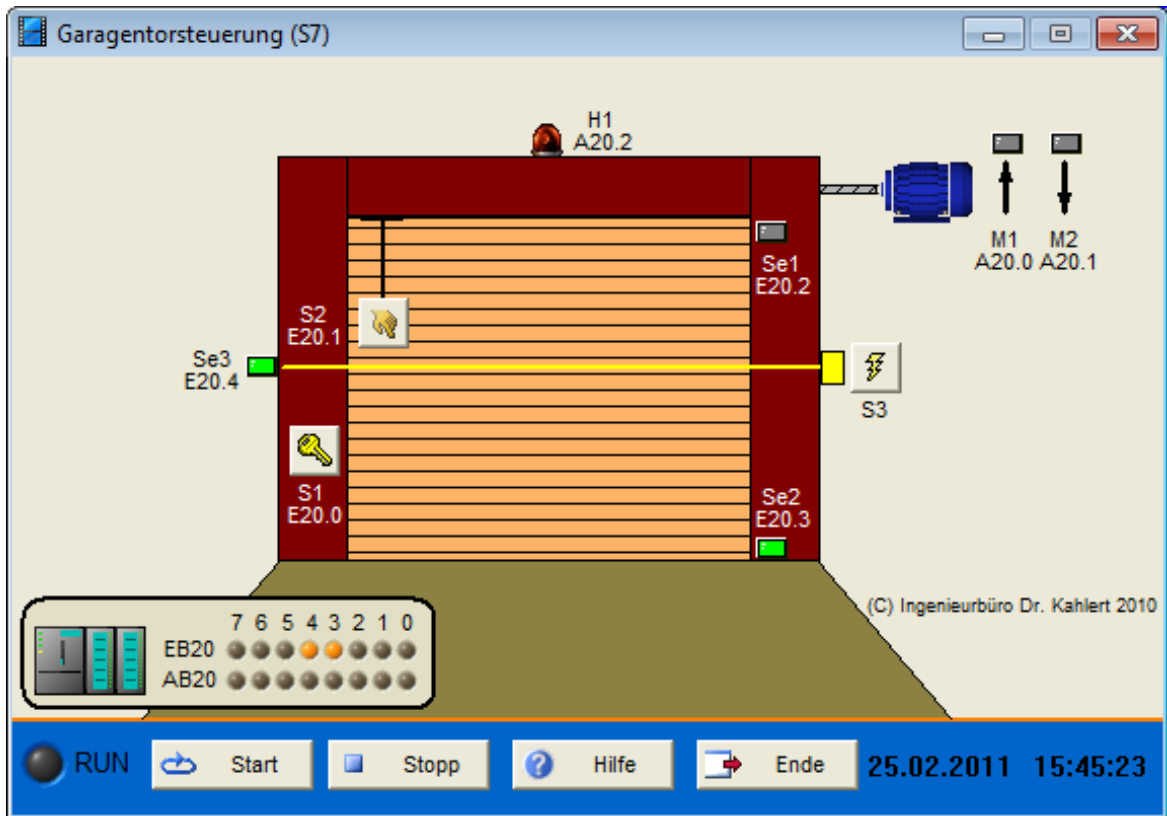 Garagentorsteuerung (S7)
H1
A20.2
M1 M2
A20.0 A20.1
Se1
E20.2
S2
E20.1
Se3
E20.4
S3
S1
E20.0
Se2
E20.3
(C) Ingenieurbüro Dr. Kahlert 2010
7 6 5 4 3 2 1 0
EB20
AB20
RUN Start Stopp Hilfe Ende 25.02.2011 15:45:23